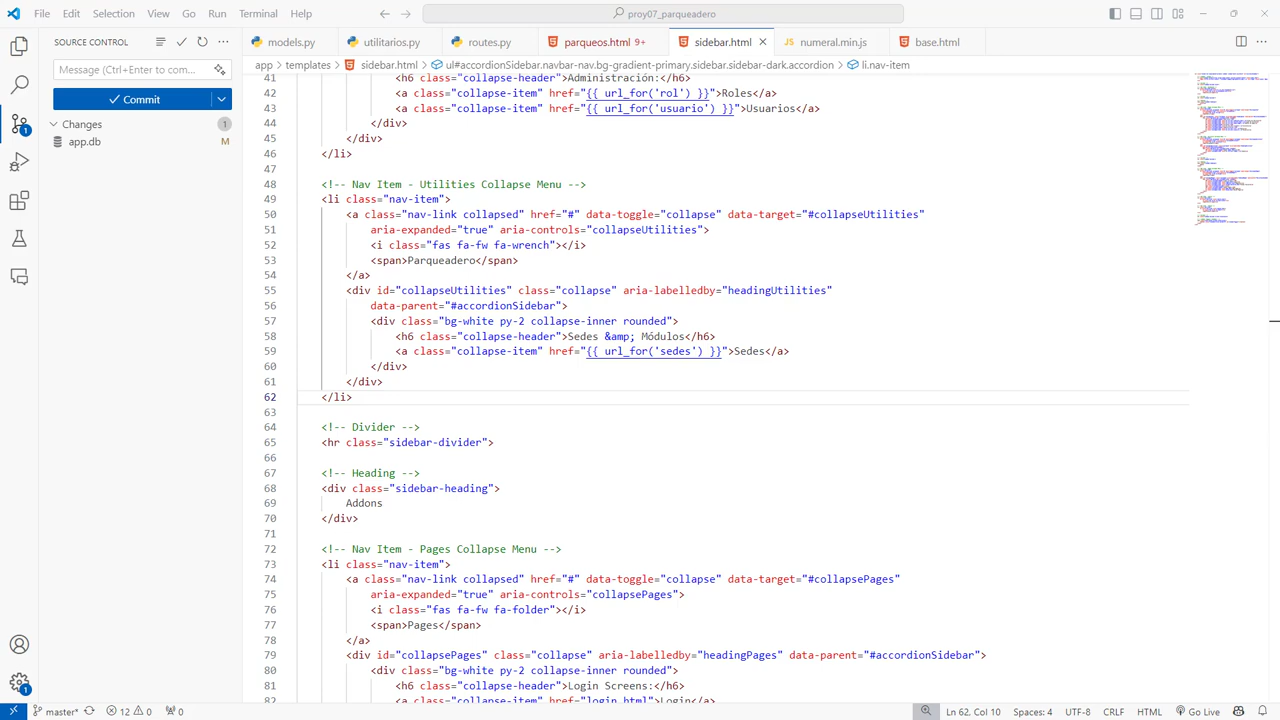 File Edit Selection View Go Run Terminal Help
proy07_parqueadero
SOURCE CONTROL
models.py
utilitarios.py
routes.py
parqueos.html 9+
sidebar.html
numeral.min.js
base.html
app > templates > sidebar.html > ul#accordionSidebar.navbar-nav.bg-gradient-primary.sidebar.sidebar-dark.accordion > li.nav-item
Message (Ctrl+Enter to com...
Commit
Changes 1
app.db M
41 <h6 class="collapse-header">Administración:</h6>
42 <a class="collapse-item" href="{{ url_for('rol') }}">Roles</a>
43 <a class="collapse-item" href="{{ url_for('usuario') }}">Usuarios</a>
44 </div>
45 </div>
46 </li>
47
48 <!-- Nav Item - Utilities Collapse Menu -->
49 <li class="nav-item">
50 <a class="nav-link collapsed" href="#" data-toggle="collapse" data-target="#collapseUtilities"
51 aria-expanded="true" aria-controls="collapseUtilities">
52 <i class="fas fa-fw fa-wrench"></i>
53 <span>Parqueadero</span>
54 </a>
55 <div id="collapseUtilities" class="collapse" aria-labelledby="headingUtilities"
56 data-parent="#accordionSidebar">
57 <div class="bg-white py-2 collapse-inner rounded">
58 <h6 class="collapse-header">Sedes &amp; Módulos</h6>
59 <a class="collapse-item" href="{{ url_for('sedes') }}">Sedes</a>
60 </div>
61 </div>
62 </li>
63
64 <!-- Divider -->
65 <hr class="sidebar-divider">
66
67 <!-- Heading -->
68 <div class="sidebar-heading">
69 Addons
70 </div>
71
72 <!-- Nav Item - Pages Collapse Menu -->
73 <li class="nav-item">
74 <a class="nav-link collapsed" href="#" data-toggle="collapse" data-target="#collapsePages"
75 aria-expanded="true" aria-controls="collapsePages">
76 <i class="fas fa-fw fa-folder"></i>
77 <span>Pages</span>
78 </a>
79 <div id="collapsePages" class="collapse" aria-labelledby="headingPages" data-parent="#accordionSidebar">
80 <div class="bg-white py-2 collapse-inner rounded">
81 <h6 class="collapse-header">Login Screens:</h6>
82 <a class="collapse-item" href="login.html">Login</a>
1
1
master* 12 0 0 Ln 62, Col 10 Spaces: 4 UTF-8 CRLF HTML Go Live